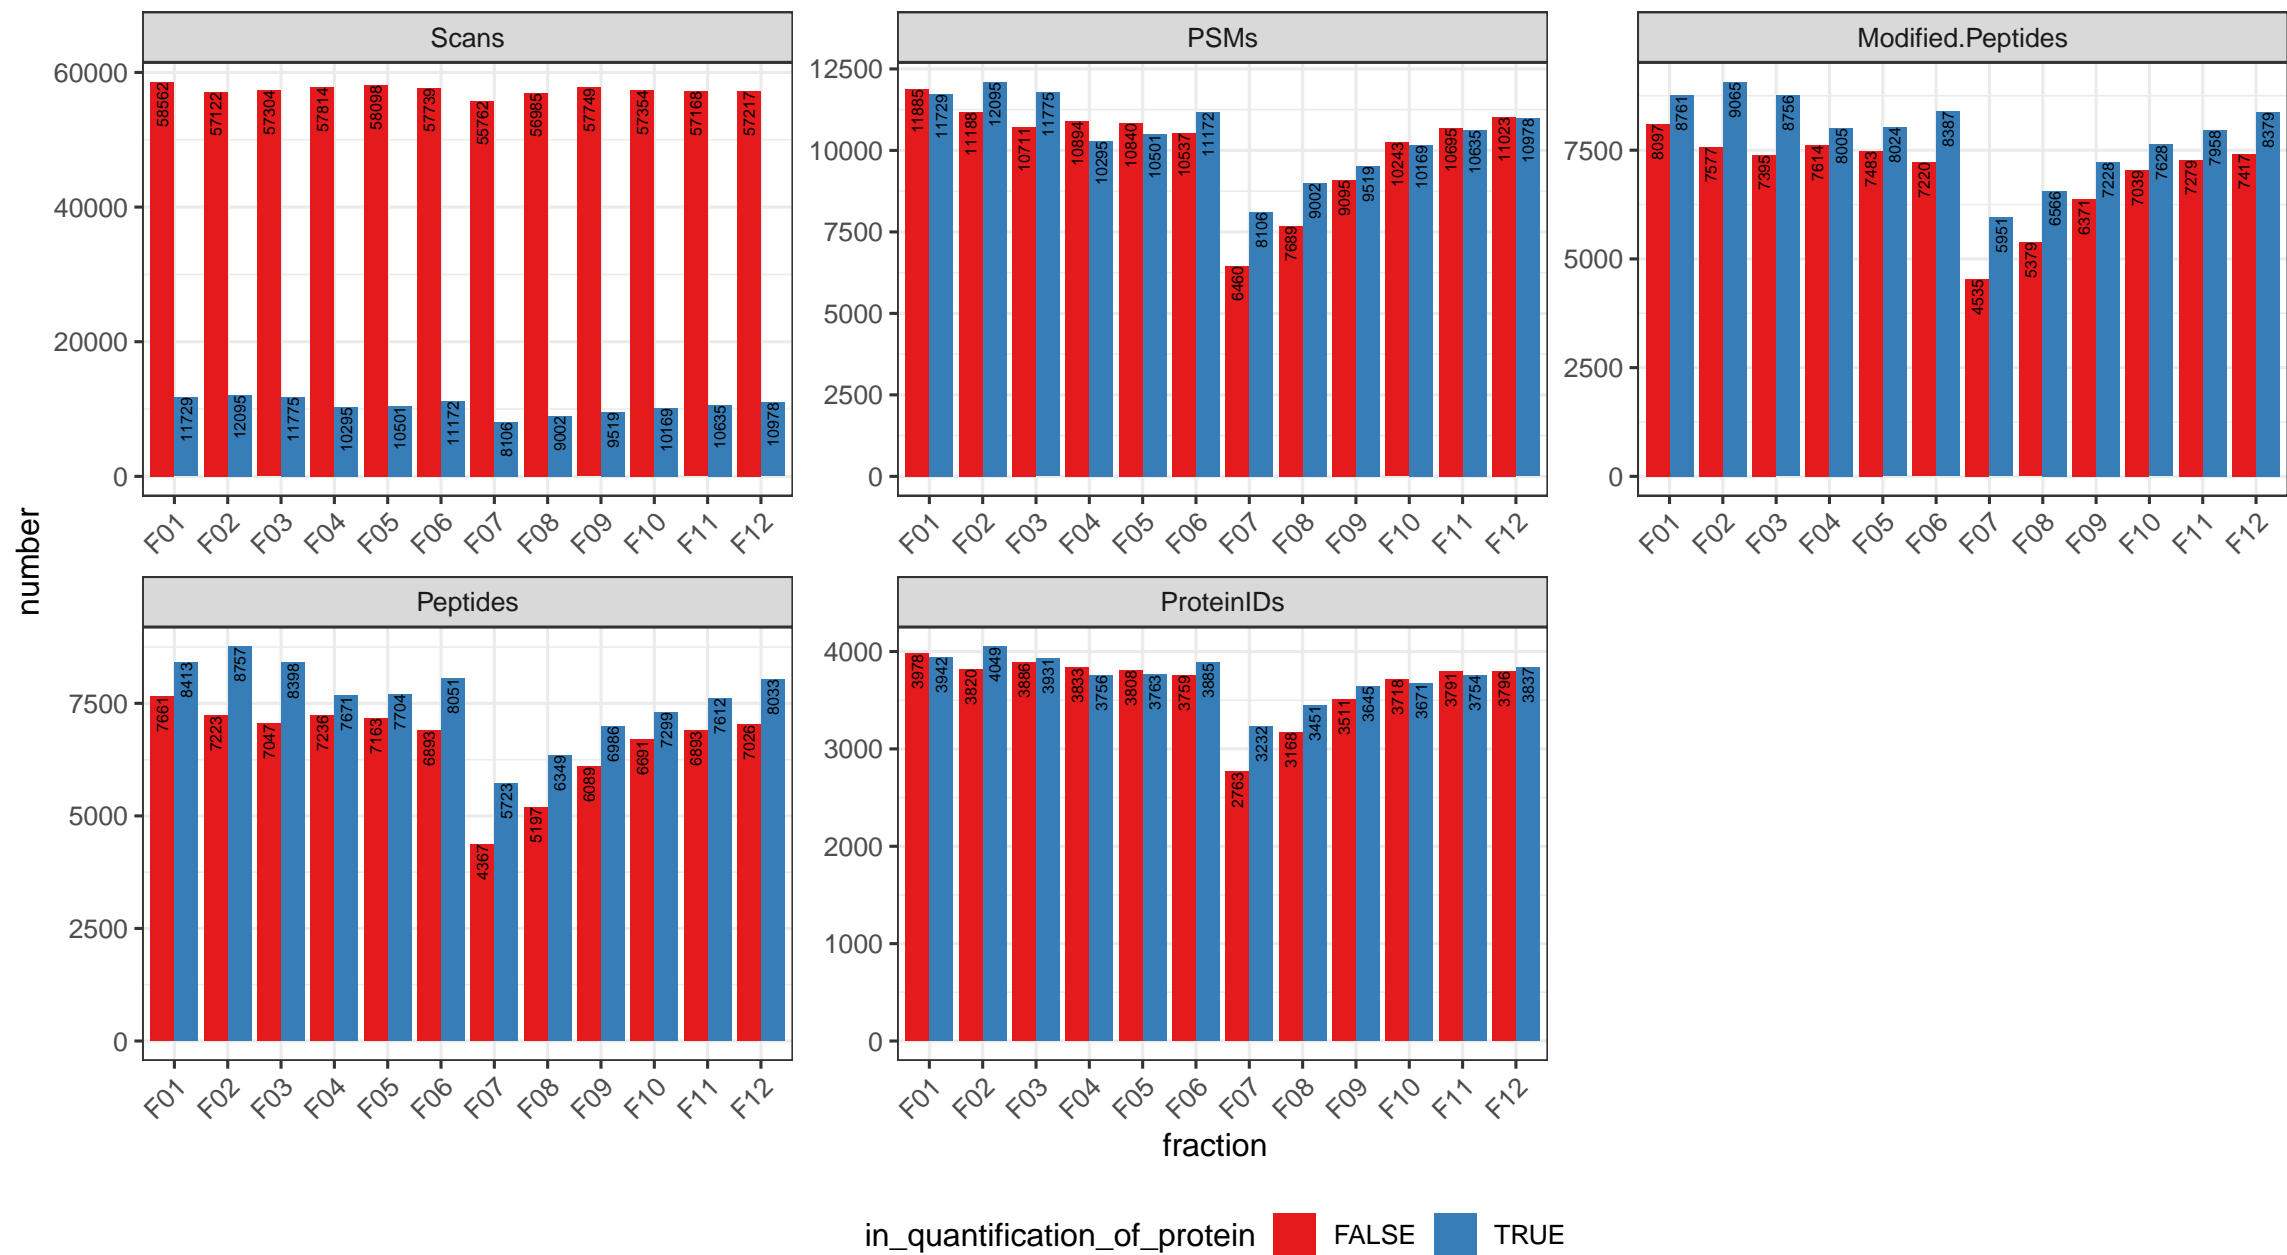 Scans
PSMs
Modified.Peptides
60000
40000
20000
0
58562 11729 57122 12095 57304 11775 57814 10295 58098 10501 57739 11172 55762 8106 56985 9002 57749 9519 57354 10169 57168 10635 57217 10978
F01 F02 F03 F04 F05 F06 F07 F08 F09 F10 F11 F12
12500
10000
7500
5000
2500
0
11885 11729 11188 12095 10711 11775 10894 10295 10840 10501 10537 11172 6460 8106 7689 9002 9095 9519 10243 10169 10695 10635 11023 10978
F01 F02 F03 F04 F05 F06 F07 F08 F09 F10 F11 F12
7500
5000
2500
0
8097 8761 7577 9065 7395 8756 7614 8005 7483 8024 7220 8387 4535 5951 5379 6566 6371 7228 7039 7628 7279 7958 7417 8379
F01 F02 F03 F04 F05 F06 F07 F08 F09 F10 F11 F12
number
Peptides
ProteinIDs
7500
5000
2500
0
7661 8413 7223 8757 7047 8398 7236 7671 7163 7704 6893 8051 4367 5723 5197 6349 6089 6986 6691 7299 6893 7612 7026 8033
F01 F02 F03 F04 F05 F06 F07 F08 F09 F10 F11 F12
4000
3000
2000
1000
0
3978 3942 3820 4049 3886 3931 3833 3756 3808 3763 3759 3885 2763 3232 3168 3451 3511 3645 3718 3671 3791 3754 3796 3837
F01 F02 F03 F04 F05 F06 F07 F08 F09 F10 F11 F12
fraction
in_quantification_of_protein FALSE TRUE